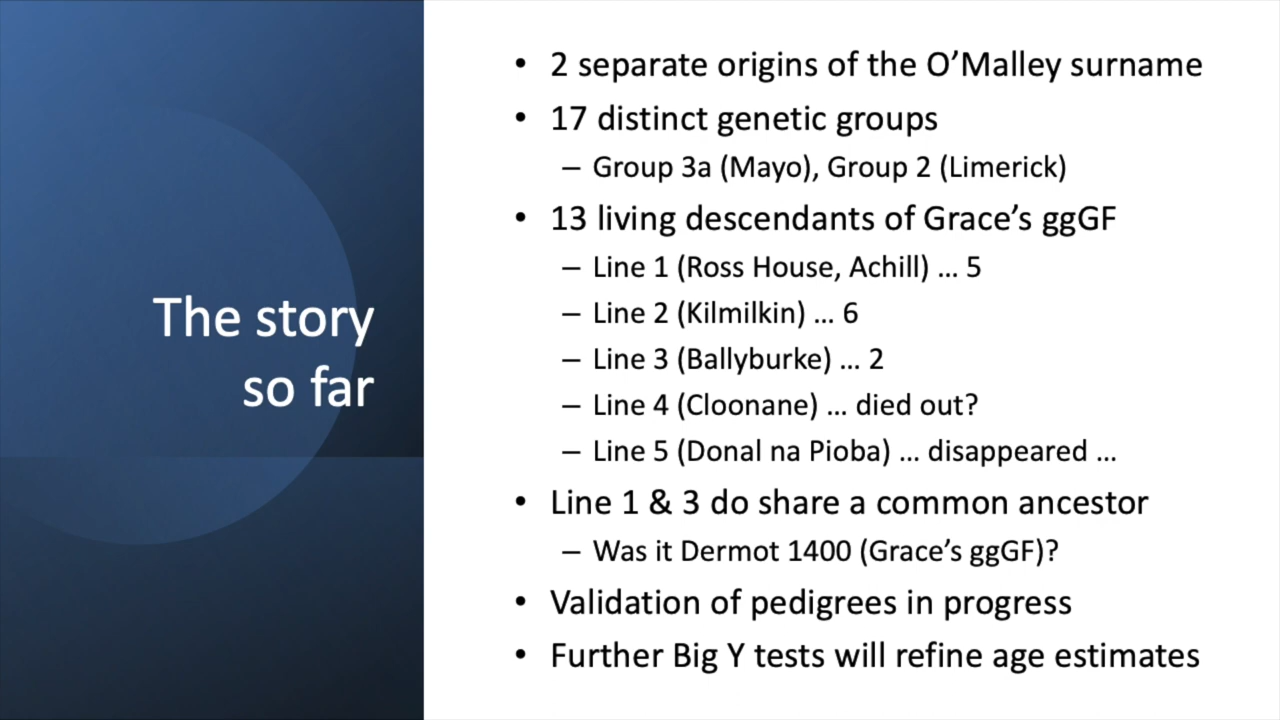 The story
so far
• 2 separate origins of the O’Malley surname
• 17 distinct genetic groups
– Group 3a (Mayo), Group 2 (Limerick)
• 13 living descendants of Grace’s ggGF
– Line 1 (Ross House, Achill) ... 5
– Line 2 (Kilmilkin) ... 6
– Line 3 (Ballyburke) ... 2
– Line 4 (Cloonane) ... died out?
– Line 5 (Donal na Pioba) ... disappeared ...
• Line 1 & 3 do share a common ancestor
– Was it Dermot 1400 (Grace’s ggGF)?
• Validation of pedigrees in progress
• Further Big Y tests will refine age estimates